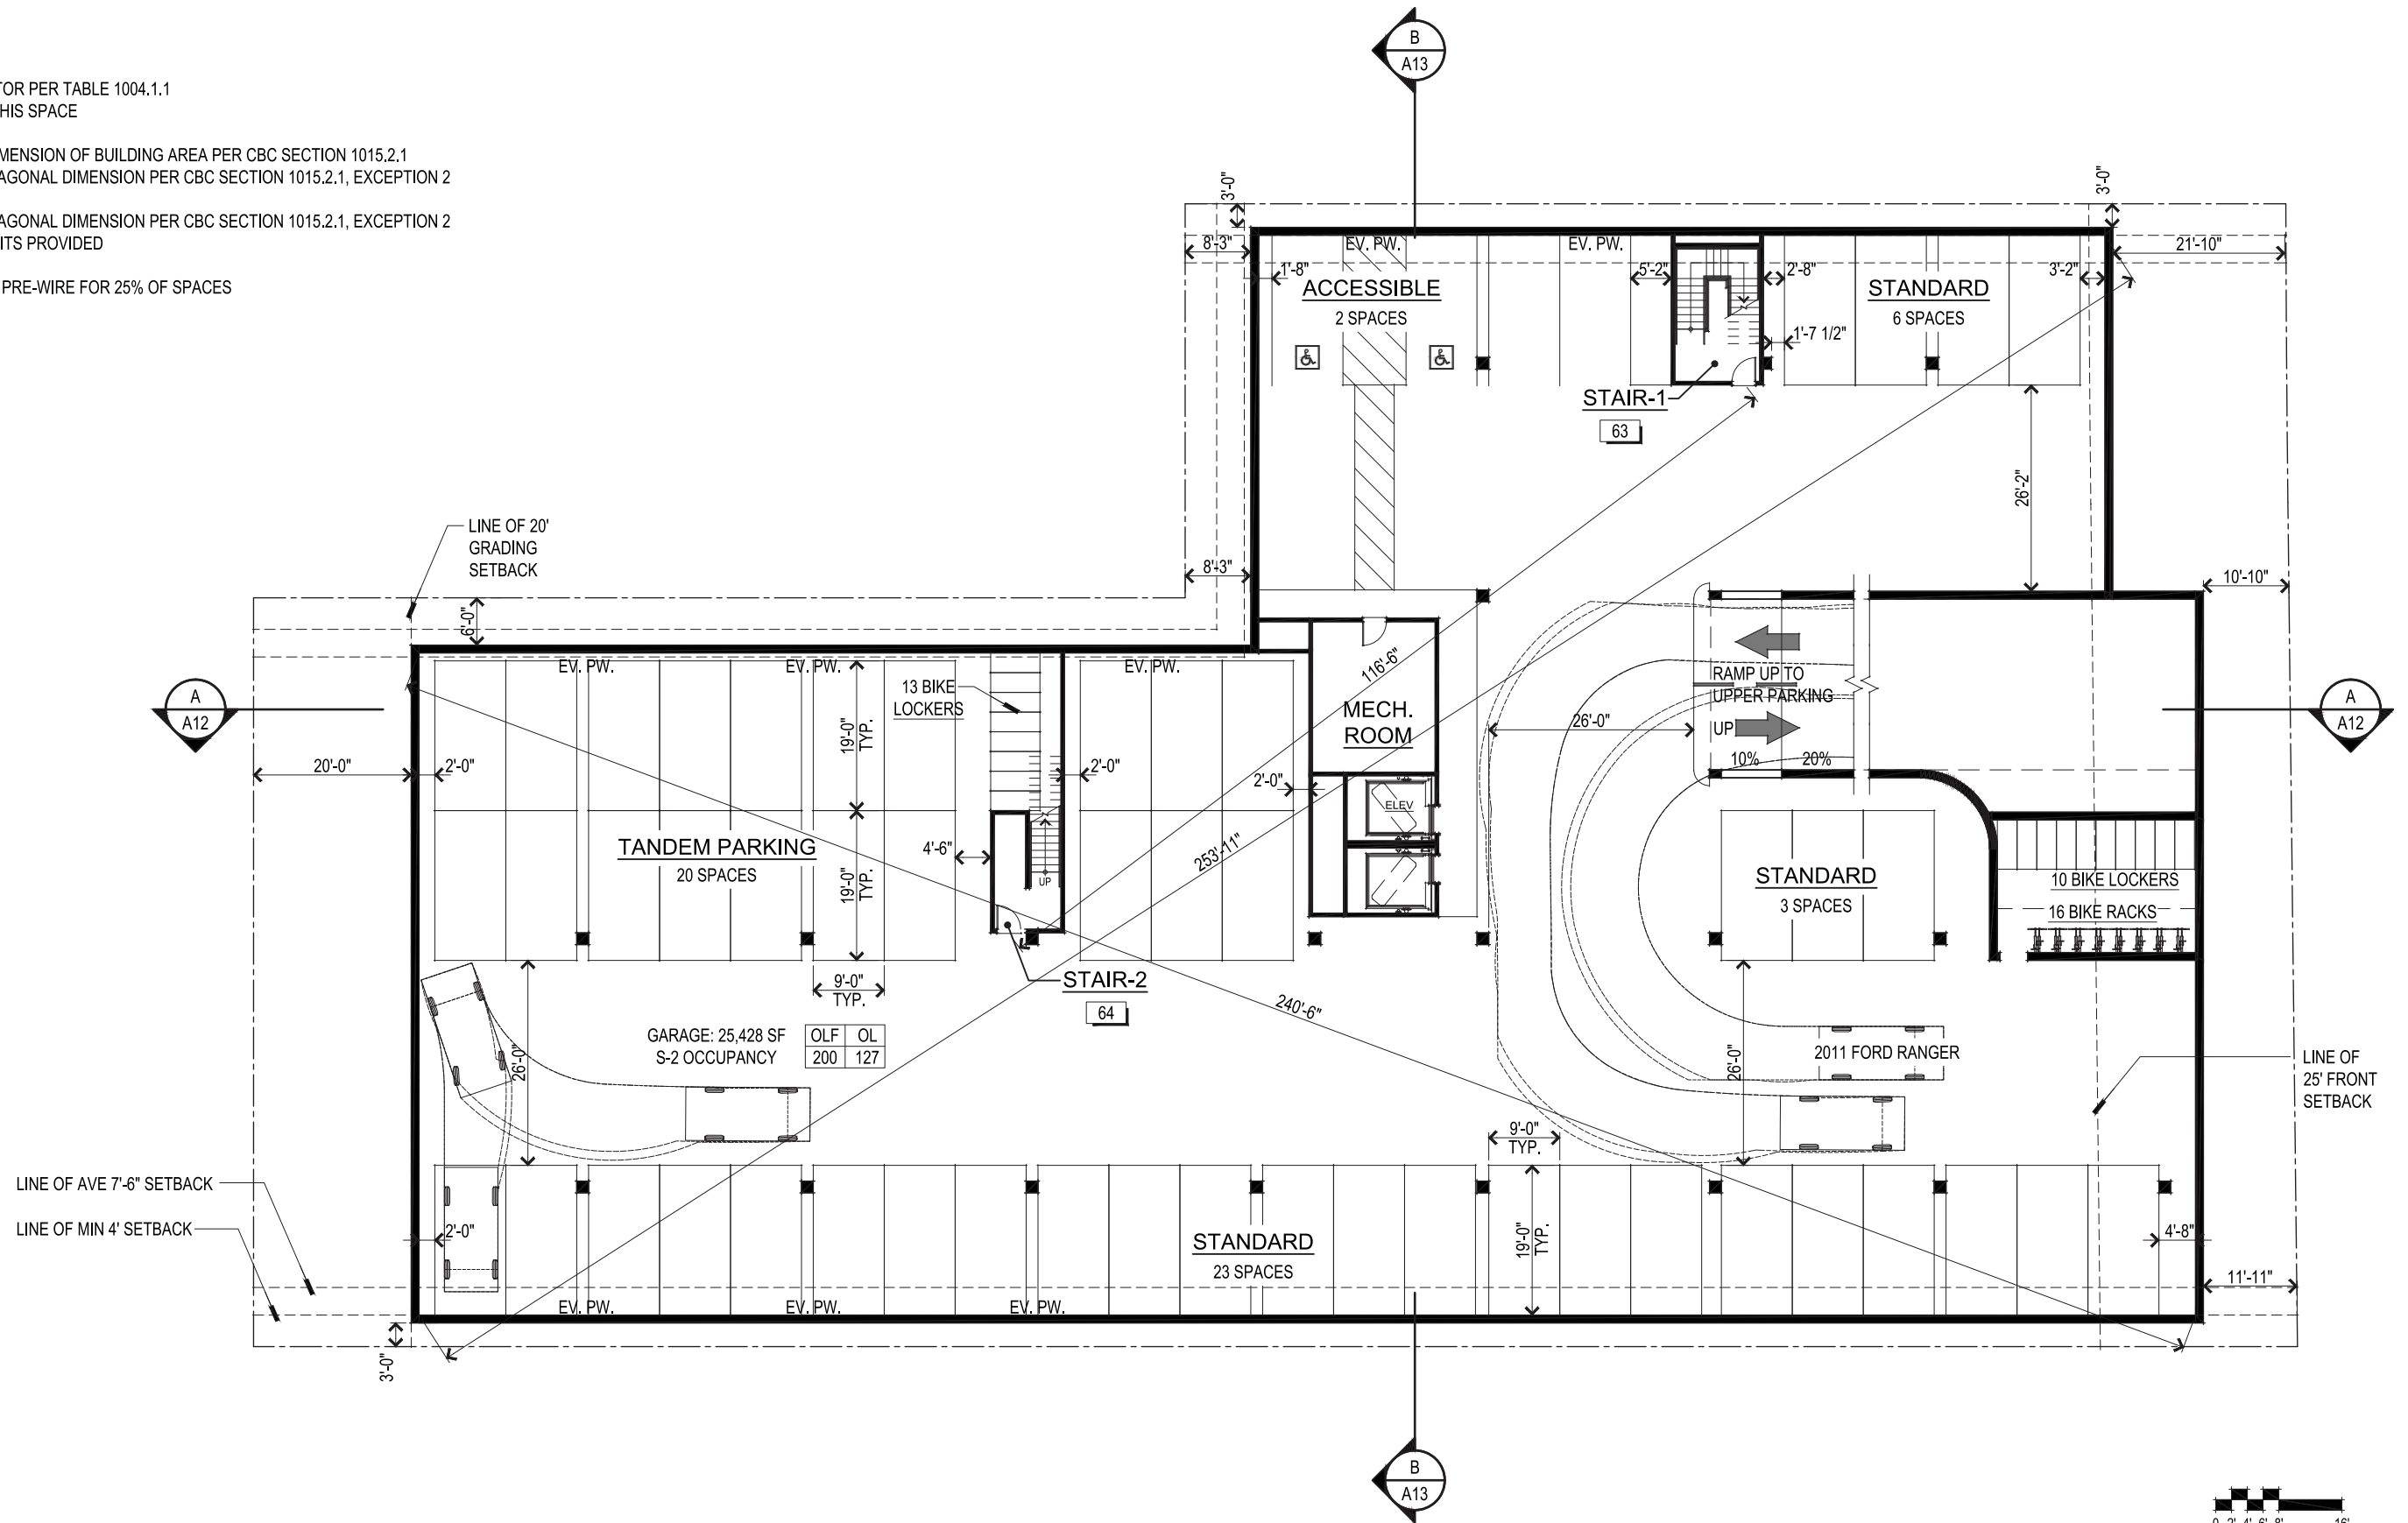 TOR PER TABLE 1004.1.1
HIS SPACE
MENSION OF BUILDING AREA PER CBC SECTION 1015.2.1
AGONAL DIMENSION PER CBC SECTION 1015.2.1, EXCEPTION 2
AGONAL DIMENSION PER CBC SECTION 1015.2.1, EXCEPTION 2
ITS PROVIDED
PRE-WIRE FOR 25% OF SPACES
B
A13
3'-0"
3'-0"
8'-3"
EV. PW.
EV. PW.
21'-10"
1'-8"
5'-2"
2'-8"
3'-2"
ACCESSIBLE
2 SPACES
STANDARD
6 SPACES
1'-7 1/2"
STAIR-1
63
26'-2"
LINE OF 20'
GRADING
SETBACK
8'-3"
10'-10"
6'-0"
EV. PW.
EV. PW.
EV. PW.
116'-6"
13 BIKE
LOCKERS
RAMP UP TO
UPPER PARKING
A
A12
MECH.
ROOM
26'-0"
UP
A
A12
19'-0"
TYP.
10%
20%
20'-0"
2'-0"
2'-0"
2'-0"
ELEV
TANDEM PARKING
20 SPACES
4'-6"
253'-11"
19'-0"
TYP.
UP
STANDARD
3 SPACES
10 BIKE LOCKERS
16 BIKE RACKS
9'-0"
TYP.
STAIR-2
64
240'-6"
GARAGE: 25,428 SF
S-2 OCCUPANCY
OLF OL
200 127
26'-0"
26'-0"
2011 FORD RANGER
LINE OF
25' FRONT
SETBACK
9'-0"
TYP.
LINE OF AVE 7'-6" SETBACK
LINE OF MIN 4' SETBACK
2'-0"
STANDARD
23 SPACES
19'-0"
TYP.
4'-8"
11'-11"
EV. PW.
EV. PW.
EV. PW.
3'-0"
B
A13
0 2' 4' 6' 8' 16'